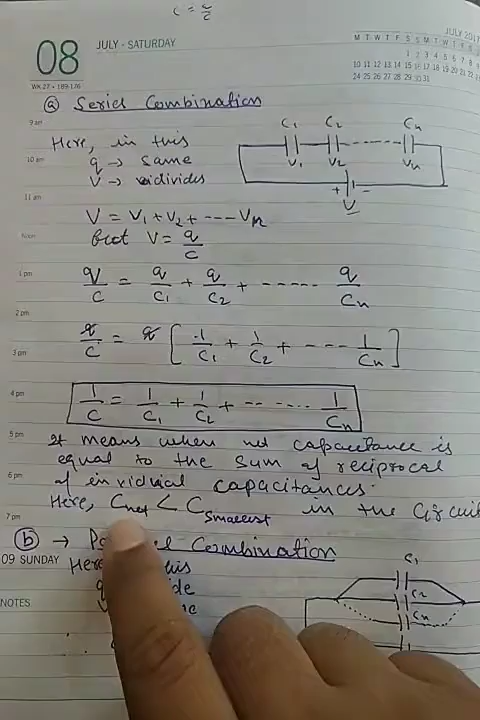 C = q/C
JULY 2017
08
JULY - SATURDAY
M T W T F S S M T W T F S S
1 2 3 4 5 6 7 8 9
10 11 12 13 14 15 16 17 18 19 20 21 22 23
24 25 26 27 28 29 30 31
WK 27 • 189-176
(a) Series Combination
9 am
Here, in this
10 am
q → same
V → divides
C1 C2 Cn
V1 V2 Vn
+ -
V
11 am
V = V1 + V2 + ---- Vn
Noon
but V = q/C
1 pm
q/C = q/C1 + q/C2 + ----- q/Cn
2 pm
q/C = q [ 1/C1 + 1/C2 + --- 1/Cn ]
3 pm
4 pm
1/C = 1/C1 + 1/C2 + ------ 1/Cn
5 pm
It means when net capacitance is
equal to the sum of reciprocal
6 pm
of capacitances.
Here, Cnet < Csmallest in the Circuit
7 pm
(b) → Combination
09 SUNDAY
Here
NOTES
C1
C2
Cn